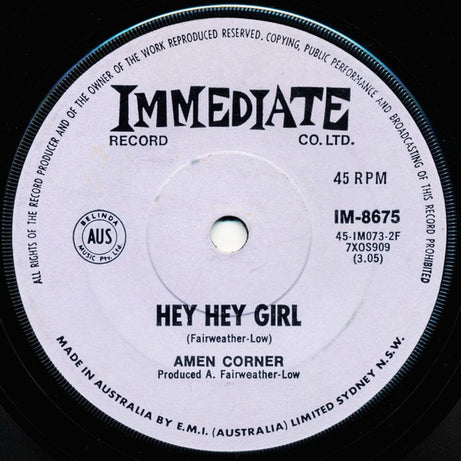 ALL RIGHTS OF THE RECORD PRODUCER AND OF THE OWNER OF THE WORK REPRODUCED RESERVED. COPYING, PUBLIC PERFORMANCE AND BROADCASTING OF THIS RECORD PROHIBITED
IMMEDIATE
RECORD CO. LTD.
45 RPM
IM-8675
45-IM073-2F
7XOS909
(3.05)
BELINDA
AUS
MUSIC Pty. Ltd.
HEY HEY GIRL
(Fairweather-Low)
AMEN CORNER
Produced A. Fairweather-Low
MADE IN AUSTRALIA BY E.M.I. (AUSTRALIA) LIMITED SYDNEY N.S.W.